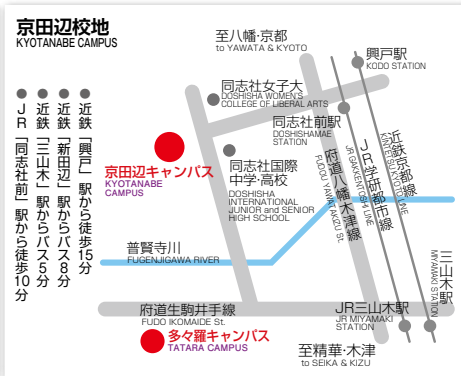 京田辺校地
KYOTANABE CAMPUS
近鉄「興戸」駅から徒歩15分
近鉄「新田辺」駅からバス8分
近鉄「三山木」駅からバス5分
JR「同志社前」駅から徒歩10分
至八幡・京都
to YAWATA & KYOTO
興戸駅
KODO STATION
同志社女子大
DOSHISHA WOMEN'S
COLLEGE OF LIBERAL ARTS
同志社前駅
DOSHISHAMAE
STATION
京田辺キャンパス
KYOTANABE
CAMPUS
同志社国際
中学・高校
DOSHISHA
INTERNATIONAL
JUNIOR and SENIOR
HIGH SCHOOL
府道八幡木津線
FUDOU YAWATAKIZU St.
JR学研都市線
JR GAKKENTOSHI LINE
近鉄京都線
KINTETSU KYOTO LINE
普賢寺川
FUGENJIGAWA RIVER
三山木駅
MIYAMAKI STATION
府道生駒井手線
FUDO IKOMAIDE St.
JR三山木駅
JR MIYAMAKI
STATION
多々羅キャンパス
TATARA CAMPUS
至精華・木津
to SEIKA & KIZU